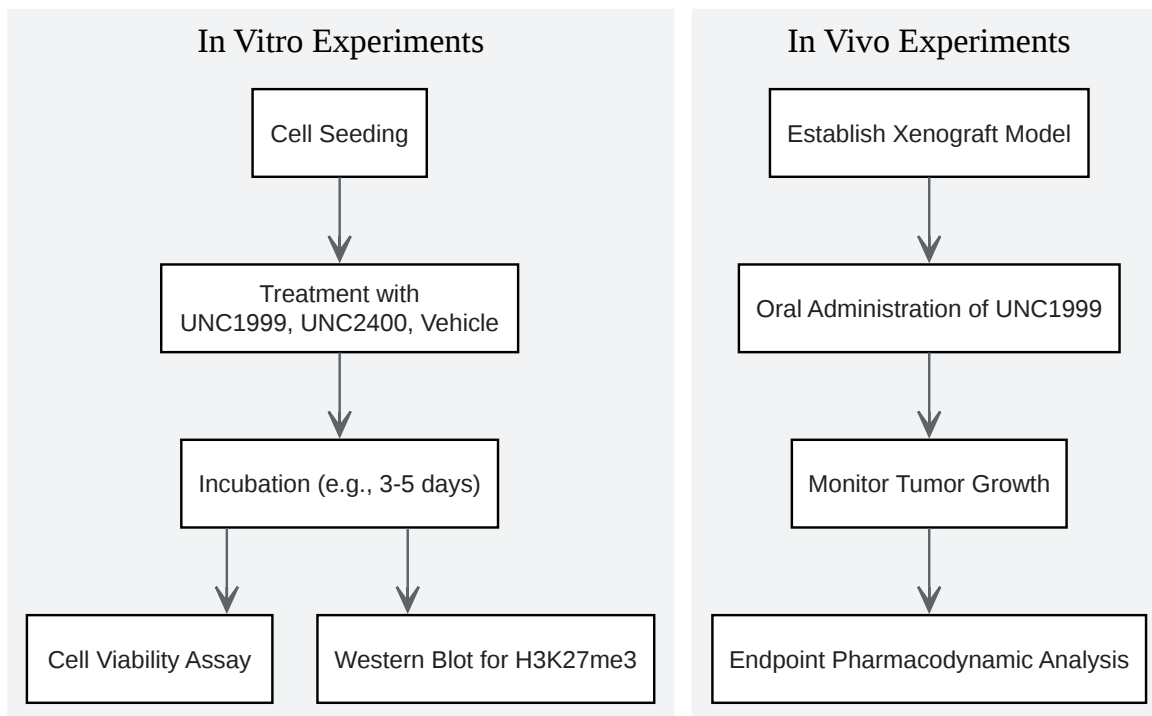 In Vitro Experiments
Cell Seeding
Treatment with
UNC1999, UNC2400, Vehicle
Incubation (e.g., 3-5 days)
Cell Viability Assay
Western Blot for H3K27me3
In Vivo Experiments
Establish Xenograft Model
Oral Administration of UNC1999
Monitor Tumor Growth
Endpoint Pharmacodynamic Analysis